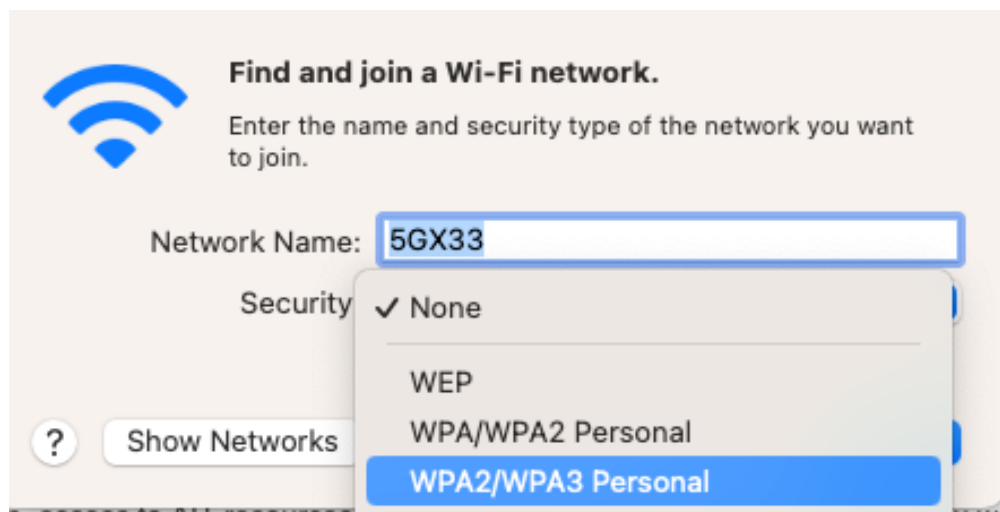 Find and join a Wi-Fi network.
Enter the name and security type of the network you want
to join.
Network Name: 5GX33
Security
✓ None
WEP
WPA/WPA2 Personal
? Show Networks
WPA2/WPA3 Personal